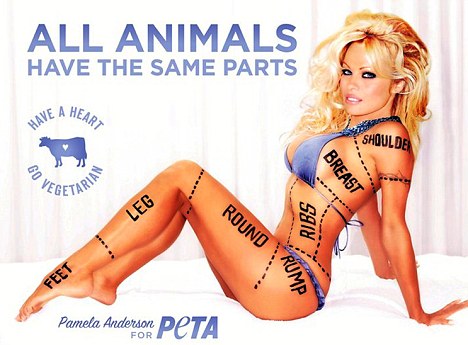 ALL ANIMALS
HAVE THE SAME PARTS
HAVE A HEART
GO VEGETARIAN
SHOULDER
BREAST
RIBS
ROUND
RUMP
LEG
FEET
Pamela Anderson
FOR PETA